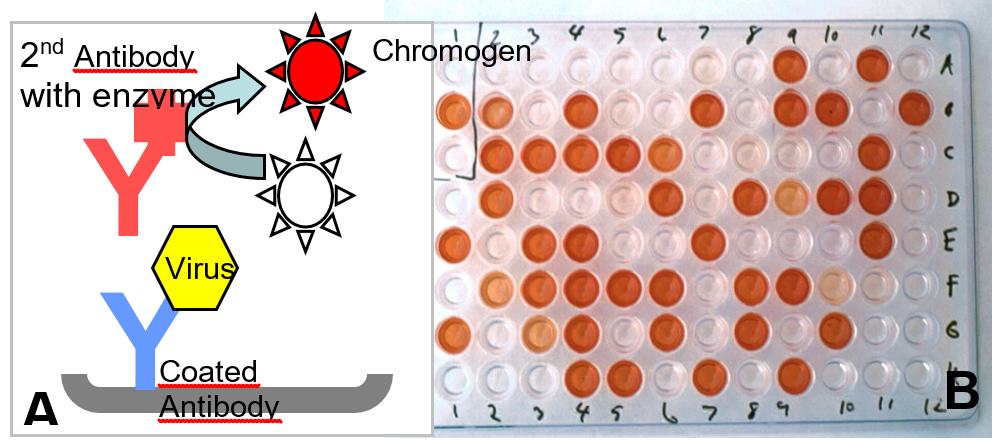 2nd Antibody
with enzyme
Chromogen
Virus
Coated
Antibody
A
1 2 3 4 5 6 7 8 9 10 11 12
A
B
C
D
E
F
G
H
1 2 3 4 5 6 7 8 9 10 11 12
B